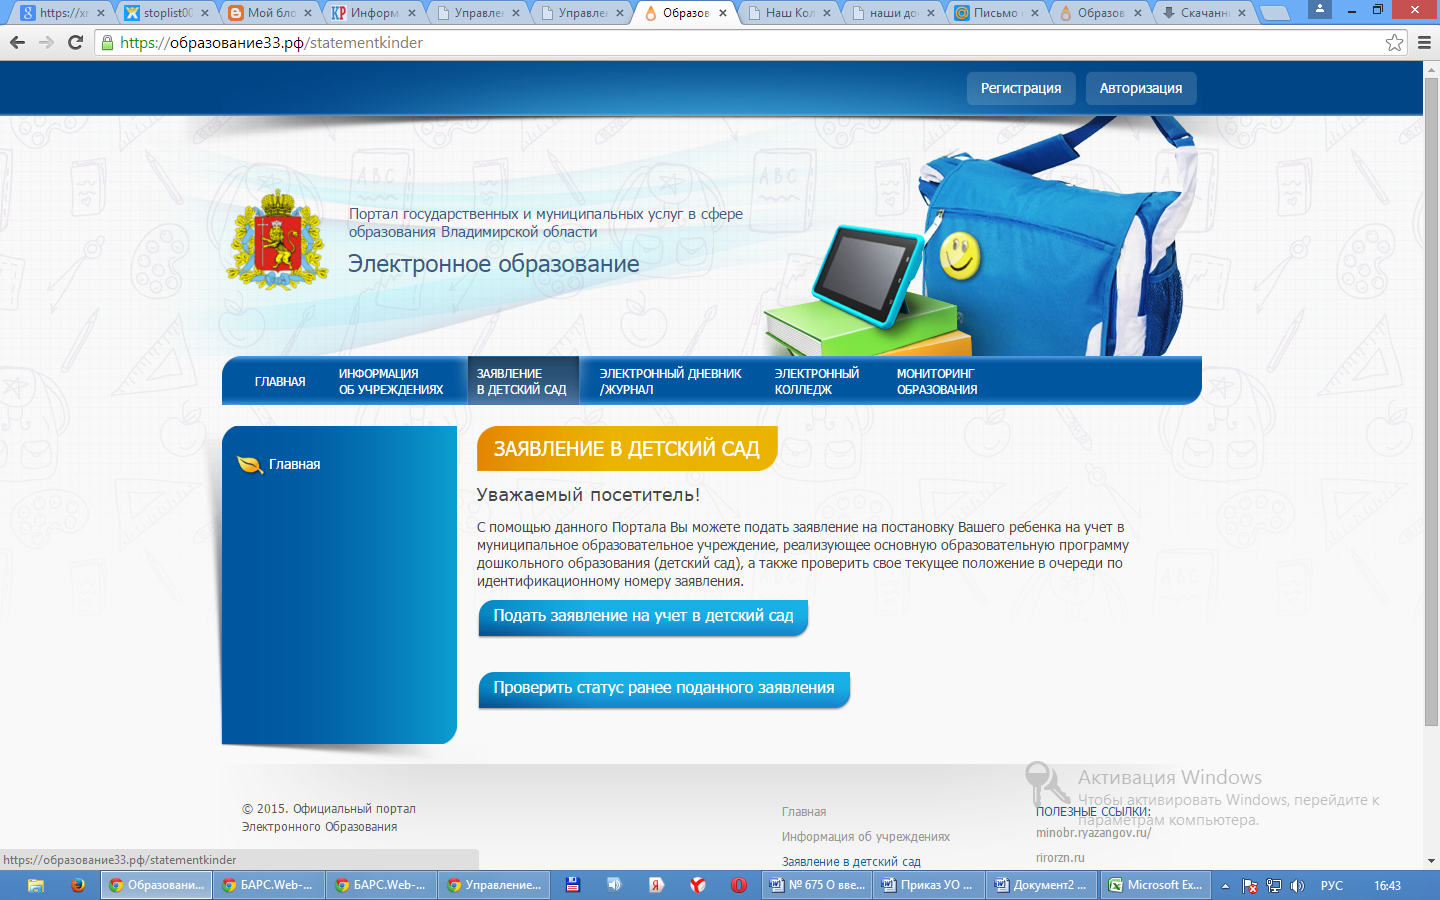 https://xr
stoplist00
Мой бло
Информ
Управле
Управле
Образов
Наш Кол
наши до
Письмо
Образов
Скачанн
https://образование33.рф/statementkinder
Регистрация
Авторизация
Портал государственных и муниципальных услуг в сфере
образования Владимирской области
Электронное образование
ГЛАВНАЯ
ИНФОРМАЦИЯ
ОБ УЧРЕЖДЕНИЯХ
ЗАЯВЛЕНИЕ
В ДЕТСКИЙ САД
ЭЛЕКТРОННЫЙ ДНЕВНИК
/ЖУРНАЛ
ЭЛЕКТРОННЫЙ
КОЛЛЕДЖ
МОНИТОРИНГ
ОБРАЗОВАНИЯ
Главная
ЗАЯВЛЕНИЕ В ДЕТСКИЙ САД
Уважаемый посетитель!
С помощью данного Портала Вы можете подать заявление на постановку Вашего ребенка на учет в
муниципальное образовательное учреждение, реализующее основную образовательную программу
дошкольного образования (детский сад), а также проверить свое текущее положение в очереди по
идентификационному номеру заявления.
Подать заявление на учет в детский сад
Проверить статус ранее поданного заявления
Активация Windows
Чтобы активировать Windows, перейдите к
параметрам компьютера.
© 2015. Официальный портал
Электронного Образования
Главная
Информация об учреждениях
Заявление в детский сад
ПОЛЕЗНЫЕ ССЫЛКИ:
minobr.ryazangov.ru/
rirorzn.ru
https://образование33.рф/statementkinder
Образовани...
БАРС.Web-...
БАРС.Web-...
Управление...
№ 675 О вве...
Приказ УО ...
Документ2 ...
Microsoft Ex...
РУС
16:43